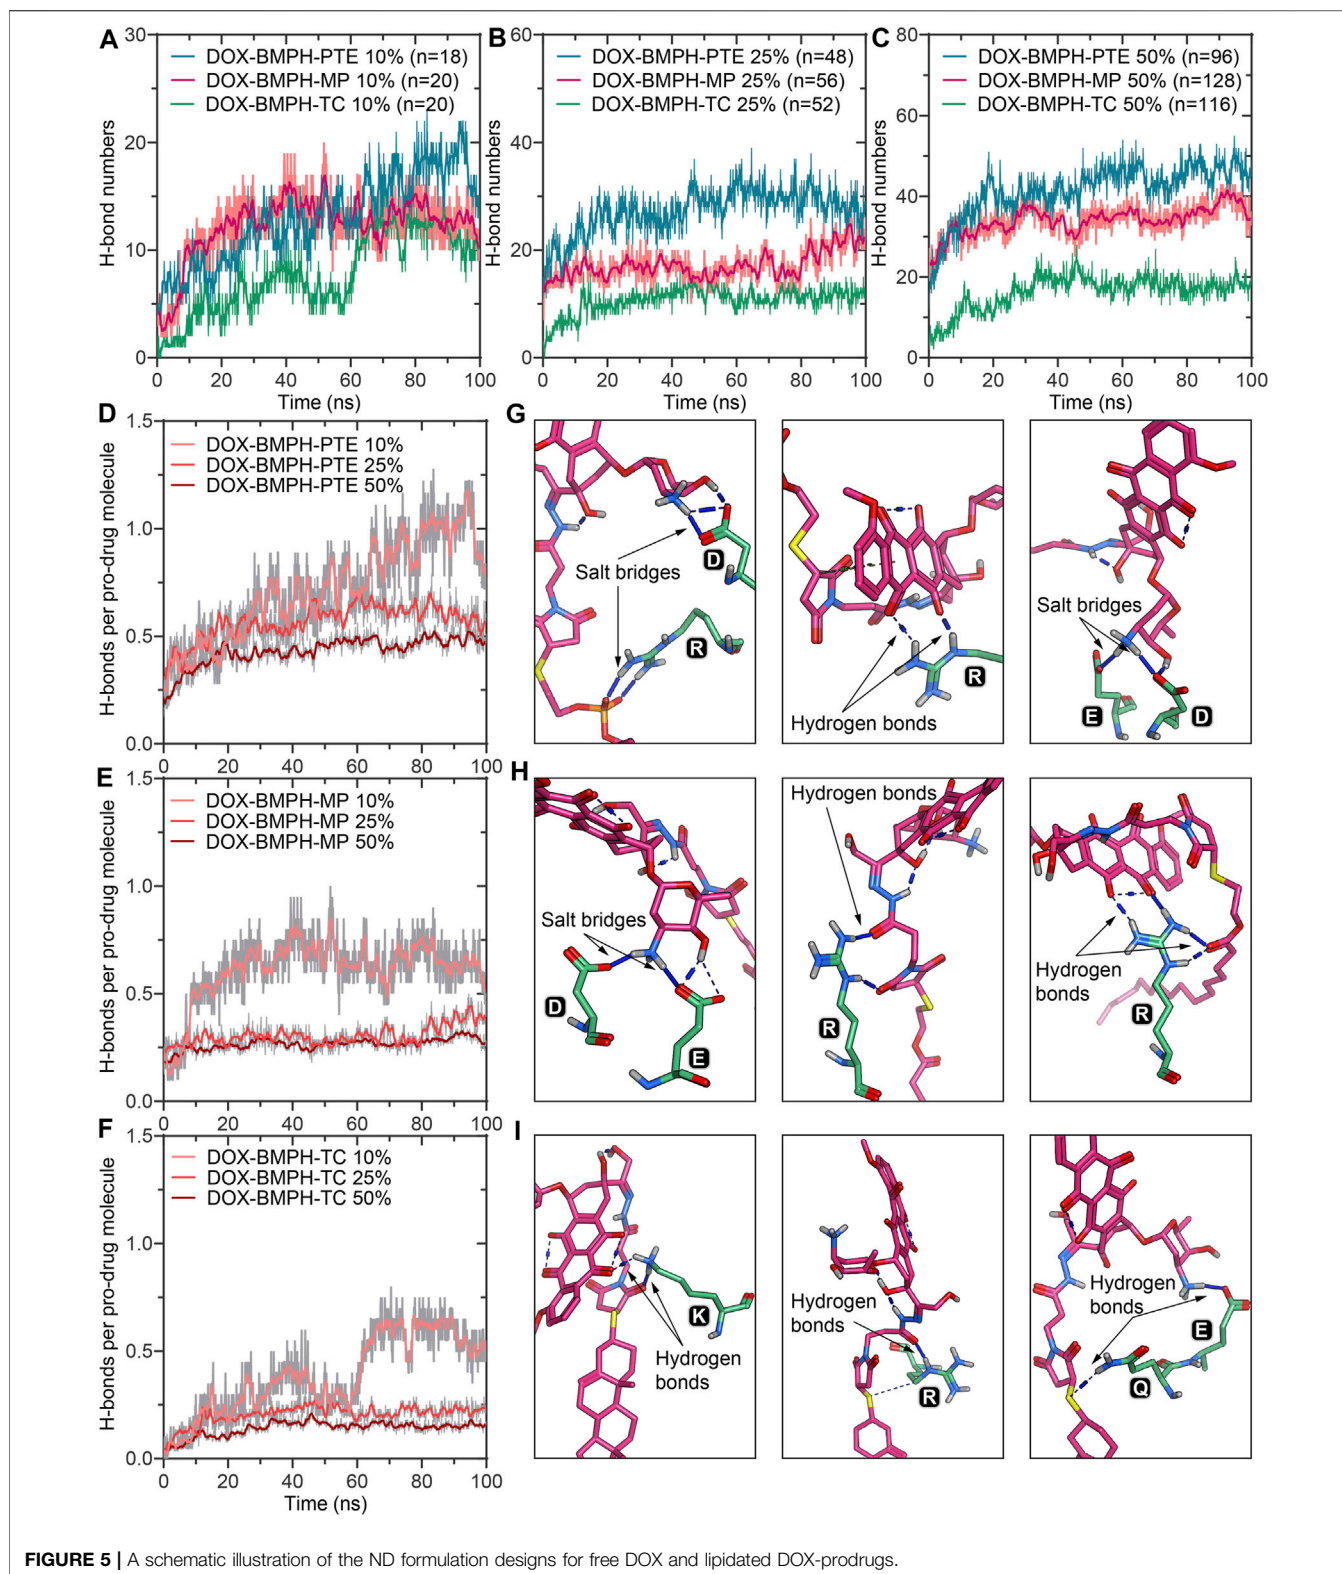 A
30
20
10
0
H-bond numbers
DOX-BMPH-PTE 10% (n=18)
DOX-BMPH-MP 10% (n=20)
DOX-BMPH-TC 10% (n=20)
0 20 40 60 80 100
Time (ns)
B
60
40
20
0
H-bond numbers
DOX-BMPH-PTE 25% (n=48)
DOX-BMPH-MP 25% (n=56)
DOX-BMPH-TC 25% (n=52)
0 20 40 60 80 100
Time (ns)
C
80
60
40
20
0
H-bond numbers
DOX-BMPH-PTE 50% (n=96)
DOX-BMPH-MP 50% (n=128)
DOX-BMPH-TC 50% (n=116)
0 20 40 60 80 100
Time (ns)
D
1.5
1.0
0.5
0.0
H-bonds per pro-drug molecule
DOX-BMPH-PTE 10%
DOX-BMPH-PTE 25%
DOX-BMPH-PTE 50%
0 20 40 60 80 100
G
Salt bridges
D
R
Hydrogen bonds
R
Salt bridges
E
D
E
1.5
1.0
0.5
0.0
H-bonds per pro-drug molecule
DOX-BMPH-MP 10%
DOX-BMPH-MP 25%
DOX-BMPH-MP 50%
0 20 40 60 80 100
H
Salt bridges
D
E
Hydrogen bonds
R
Hydrogen
bonds
R
F
1.5
1.0
0.5
0.0
H-bonds per pro-drug molecule
DOX-BMPH-TC 10%
DOX-BMPH-TC 25%
DOX-BMPH-TC 50%
0 20 40 60 80 100
Time (ns)
I
K
Hydrogen
bonds
Hydrogen
bonds
R
Hydrogen
bonds
E
Q
FIGURE 5 | A schematic illustration of the ND formulation designs for free DOX and lipidated DOX-prodrugs.